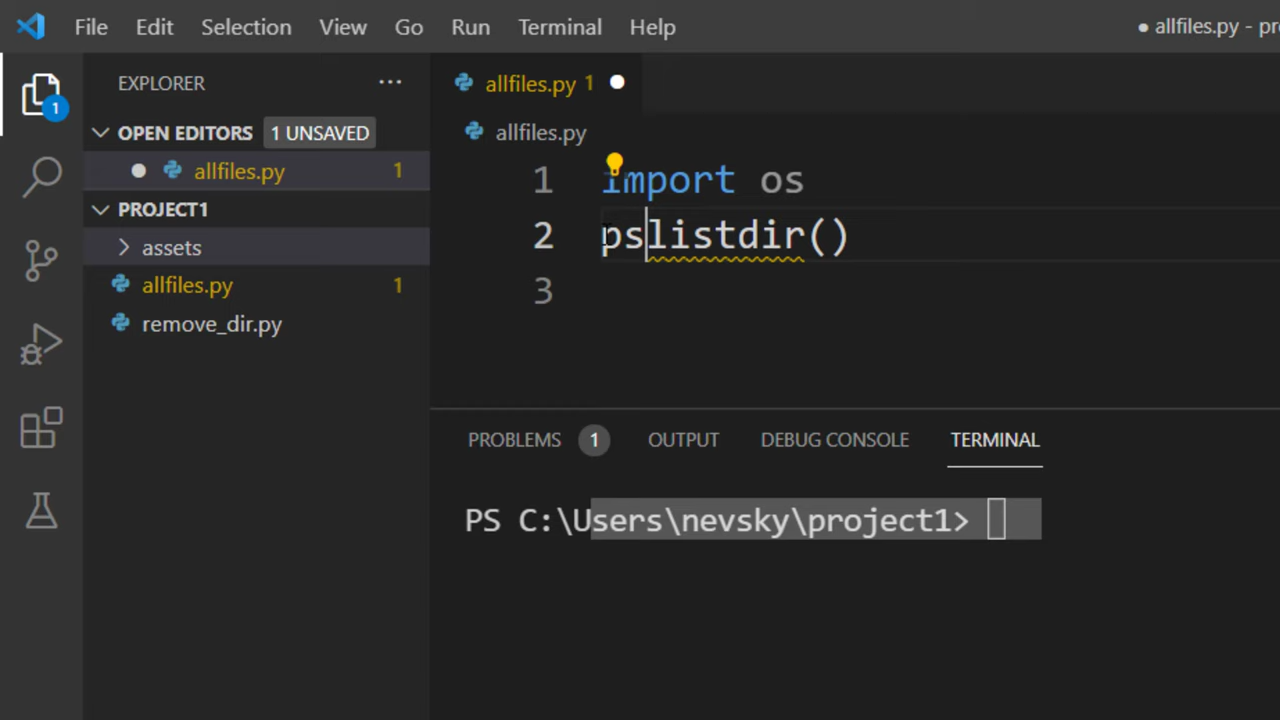 File Edit Selection View Go Run Terminal Help ● allfiles.py - pro
EXPLORER ···
allfiles.py 1 ●
1
OPEN EDITORS 1 UNSAVED
allfiles.py
● allfiles.py 1
1 import os
PROJECT1
2 pslistdir()
assets
allfiles.py 1
3
remove_dir.py
PROBLEMS 1 OUTPUT DEBUG CONSOLE TERMINAL
PS C:\Users\nevsky\project1>